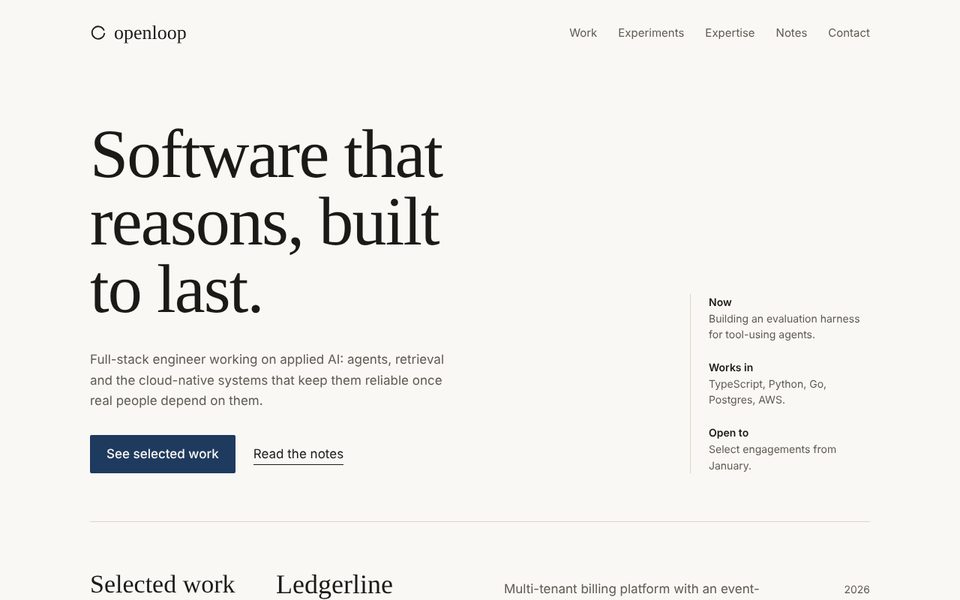 openloop
Work
Experiments
Expertise
Notes
Contact
Software that
reasons, built
to last.
Full-stack engineer working on applied AI: agents, retrieval
and the cloud-native systems that keep them reliable once
real people depend on them.
See selected work
Read the notes
Now
Building an evaluation harness
for tool-using agents.
Works in
TypeScript, Python, Go,
Postgres, AWS.
Open to
Select engagements from
January.
Selected work
Ledgerline
Multi-tenant billing platform with an event-
2026